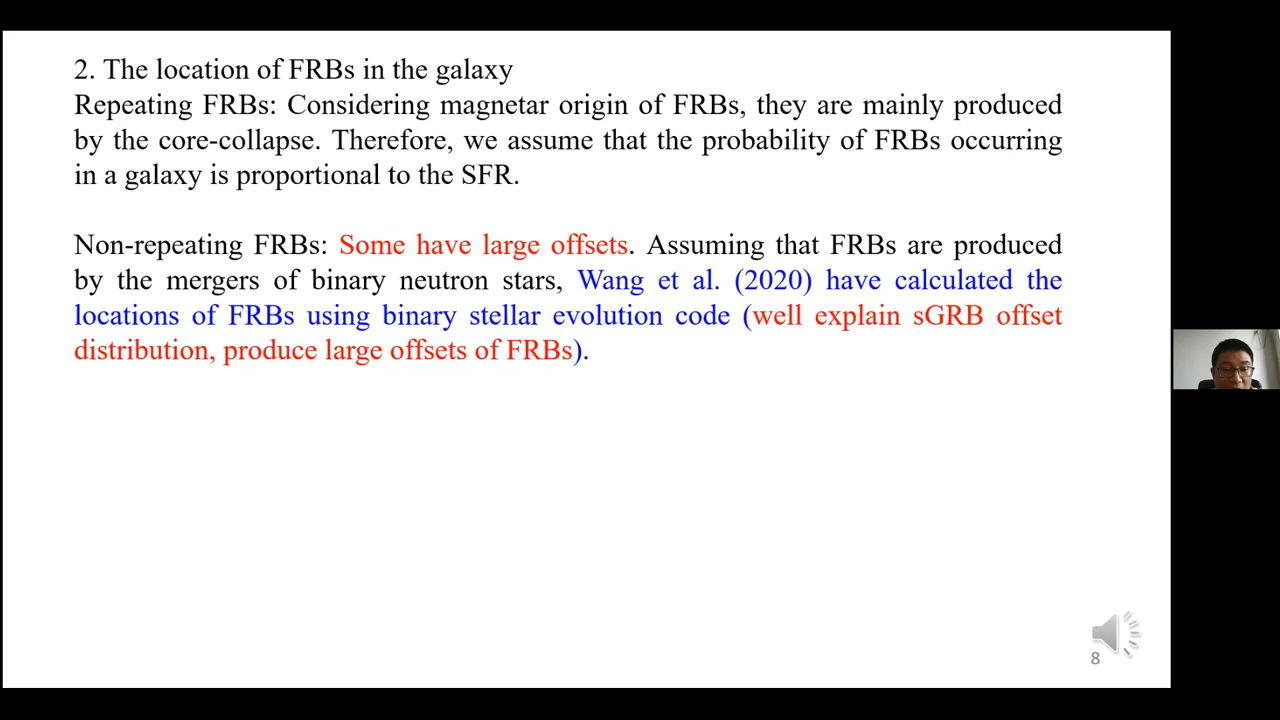 2. The location of FRBs in the galaxy
Repeating FRBs: Considering magnetar origin of FRBs, they are mainly produced
by the core-collapse. Therefore, we assume that the probability of FRBs occurring
in a galaxy is proportional to the SFR.
Non-repeating FRBs: Some have large offsets. Assuming that FRBs are produced
by the mergers of binary neutron stars, Wang et al. (2020) have calculated the
locations of FRBs using binary stellar evolution code (well explain sGRB offset
distribution, produce large offsets of FRBs).
8